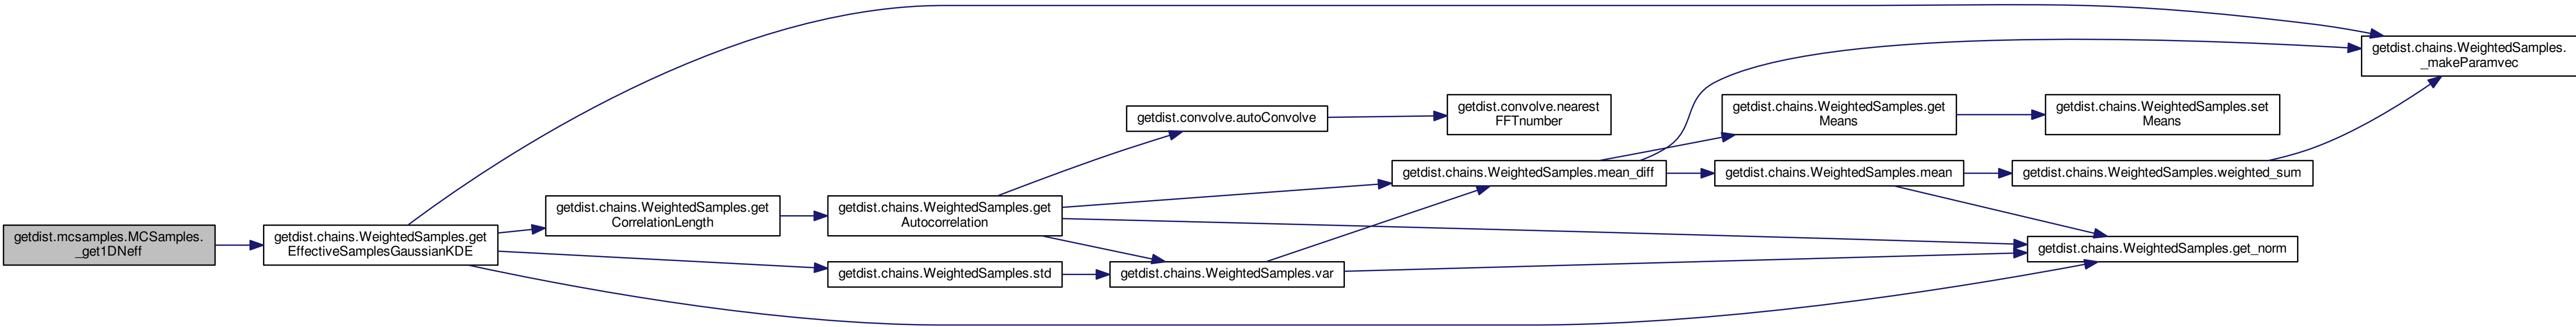 getdist.mcsamples.MCSamples.
_get1DNeff
getdist.chains.WeightedSamples.get
EffectiveSamplesGaussianKDE
getdist.chains.WeightedSamples.get
CorrelationLength
getdist.chains.WeightedSamples.get
Autocorrelation
getdist.chains.WeightedSamples.std
getdist.convolve.autoConvolve
getdist.chains.WeightedSamples.var
getdist.convolve.nearest
FFTnumber
getdist.chains.WeightedSamples.mean_diff
getdist.chains.WeightedSamples.get
Means
getdist.chains.WeightedSamples.mean
getdist.chains.WeightedSamples.set
Means
getdist.chains.WeightedSamples.weighted_sum
getdist.chains.WeightedSamples.get_norm
getdist.chains.WeightedSamples.
_makeParamvec